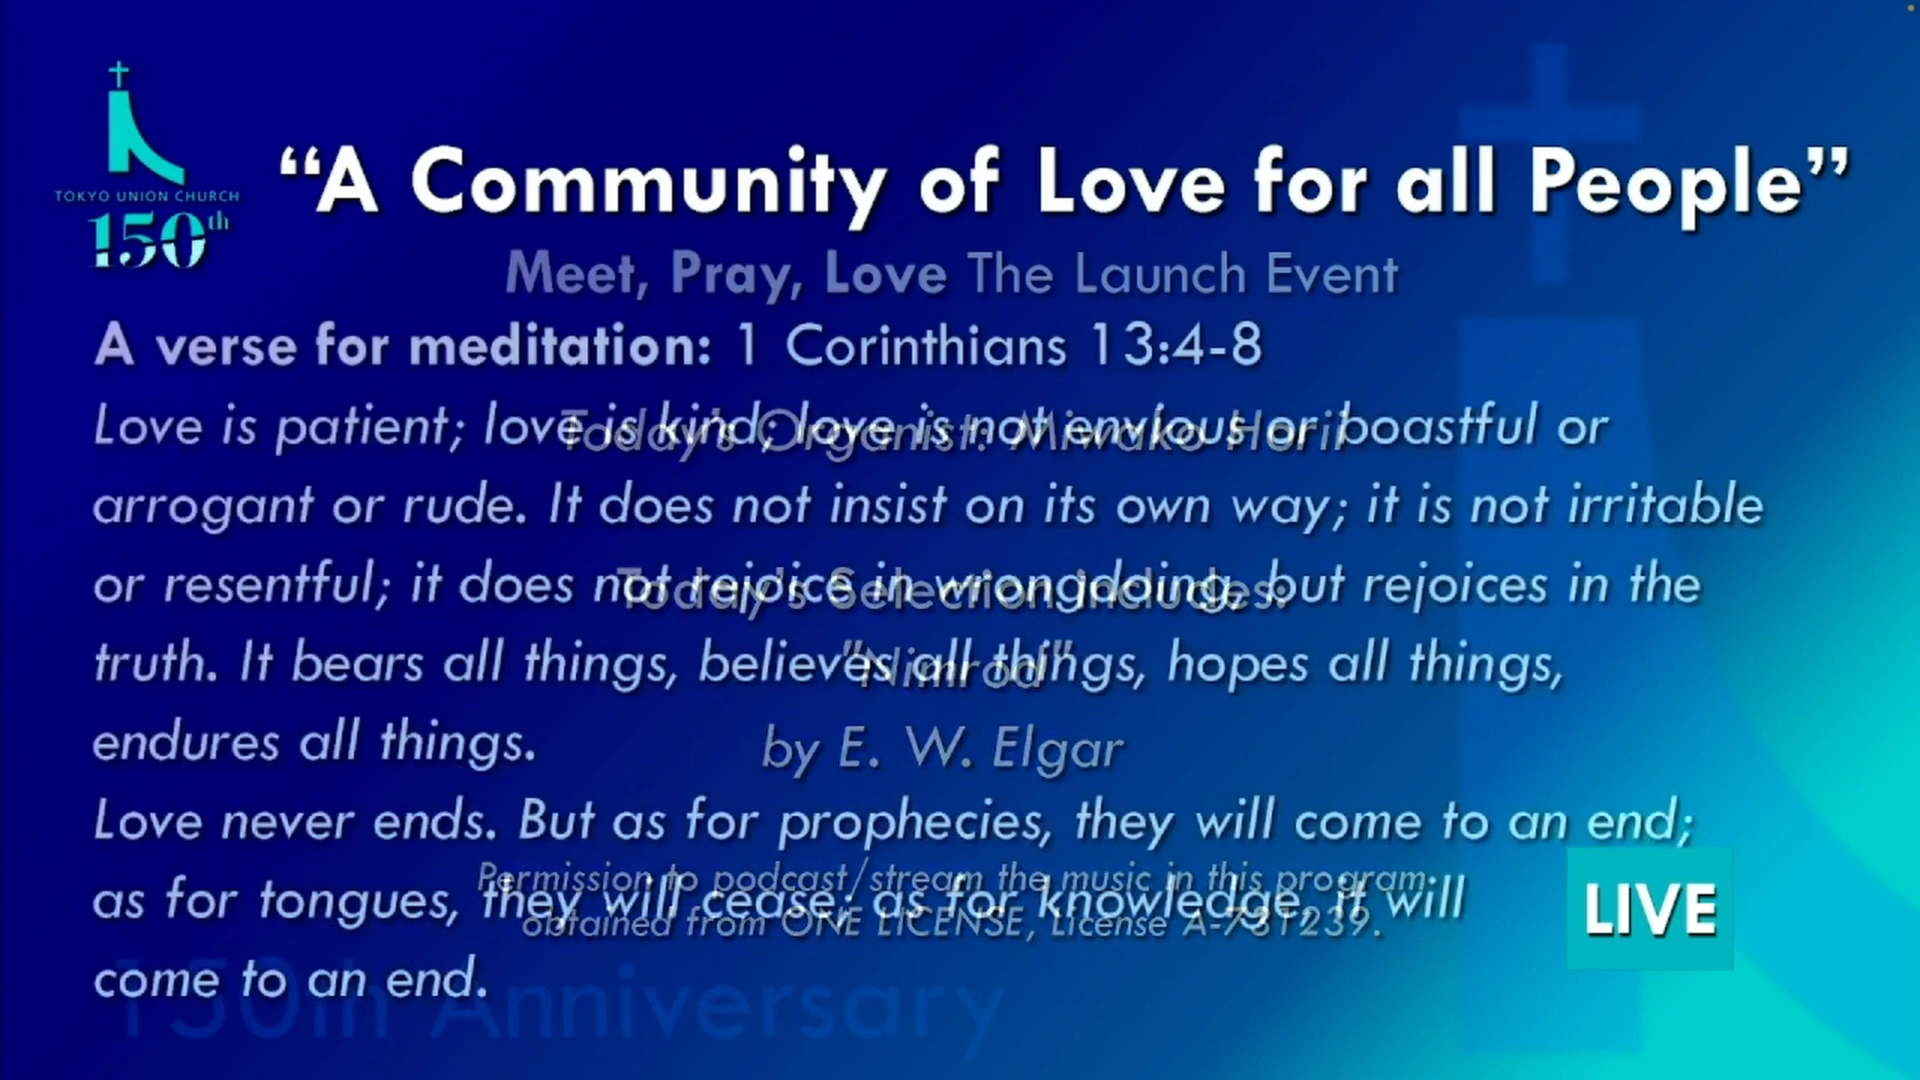 TOKYO UNION CHURCH
150th
“A Community of Love for all People”
Meet, Pray, Love The Launch Event
A verse for meditation: 1 Corinthians 13:4-8
Love is patient; love is kind; love is not envious or boastful or
Today's Organist: Miwako Horii
arrogant or rude. It does not insist on its own way; it is not irritable
or resentful; it does not rejoice in wrongdoing, but rejoices in the
Today's Selection includes:
truth. It bears all things, believes all things, hopes all things,
"Nimrod"
endures all things.
by E. W. Elgar
Love never ends. But as for prophecies, they will come to an end;
Permission to podcast/stream the music in this program
as for tongues, they will cease; as for knowledge, it will
obtained from ONE LICENSE, License A-731239.
LIVE
come to an end.
150th Anniversary